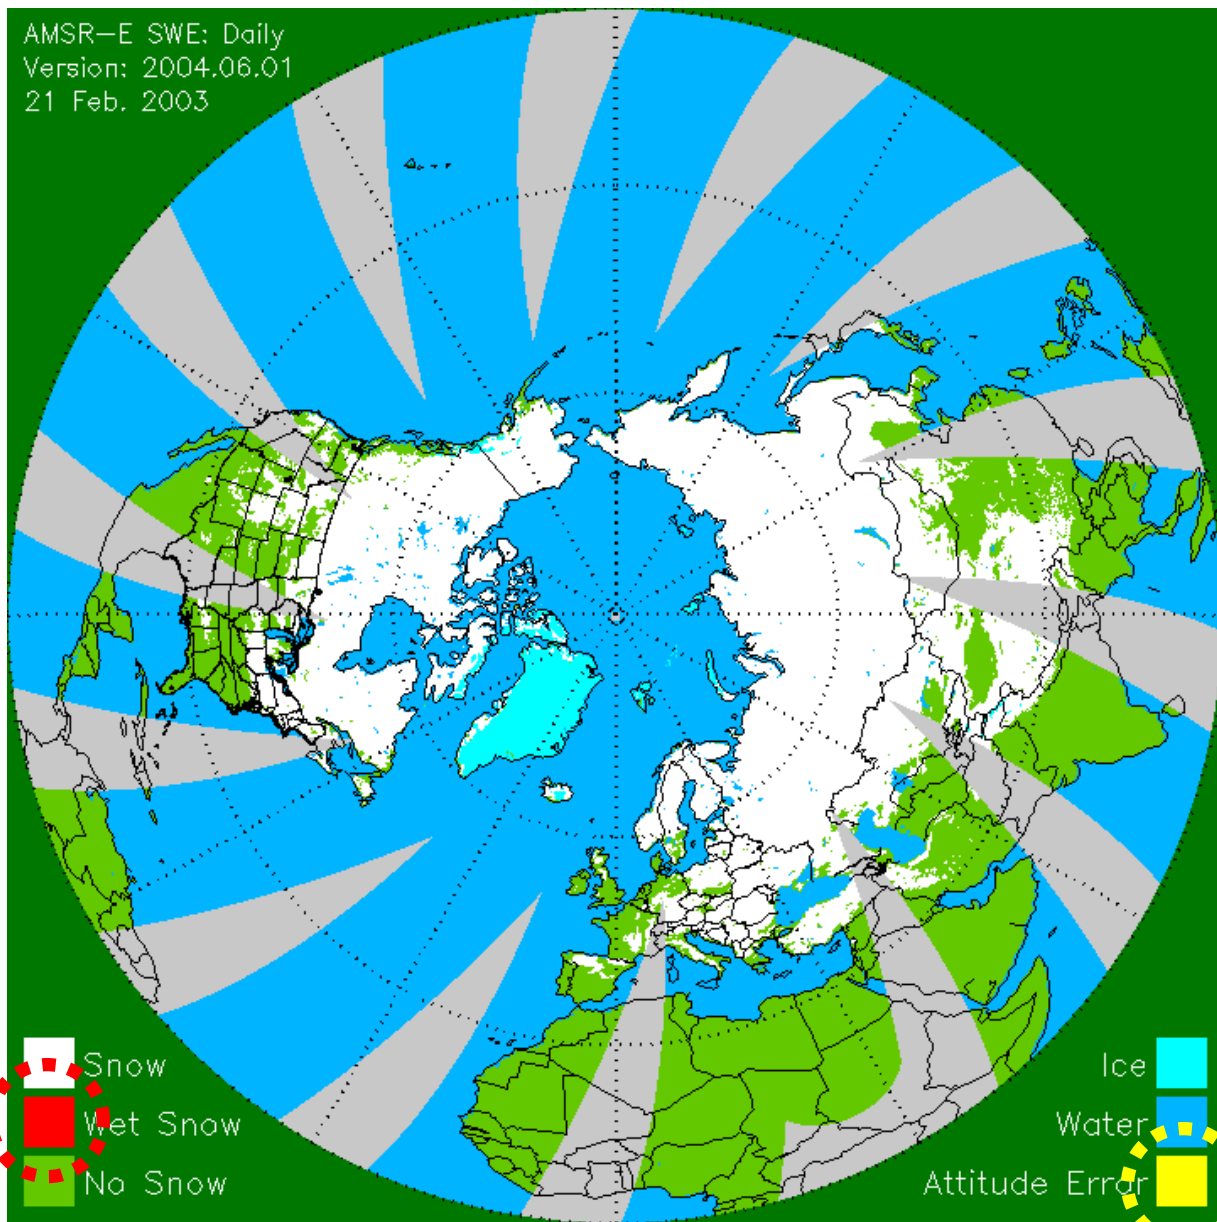 AMSR-E SWE: Daily
Version: 2004.06.01
21 Feb. 2003
Snow
Wet Snow
No Snow
Ice
Water
Attitude Error